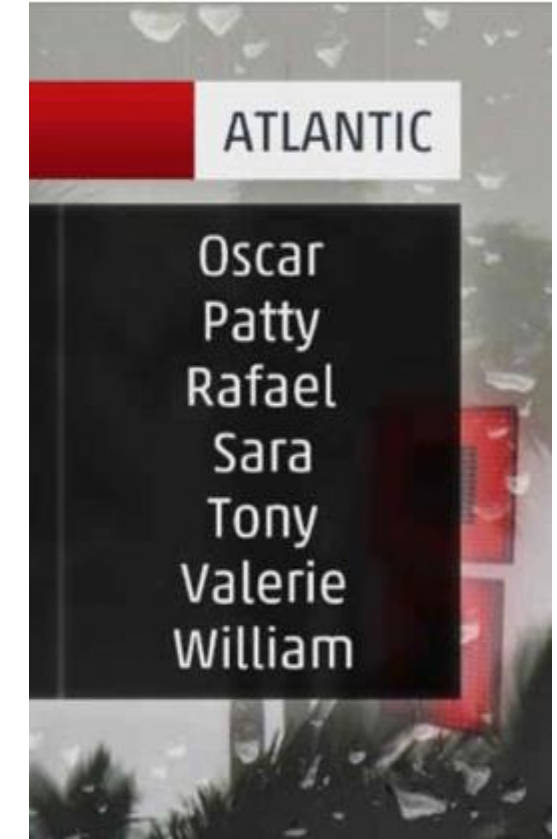 ATLANTIC
Oscar
Patty
Rafael
Sara
Tony
Valerie
William